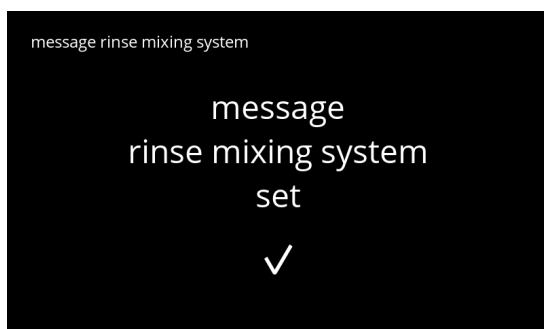 message rinse mixing system
message
rinse mixing system
set